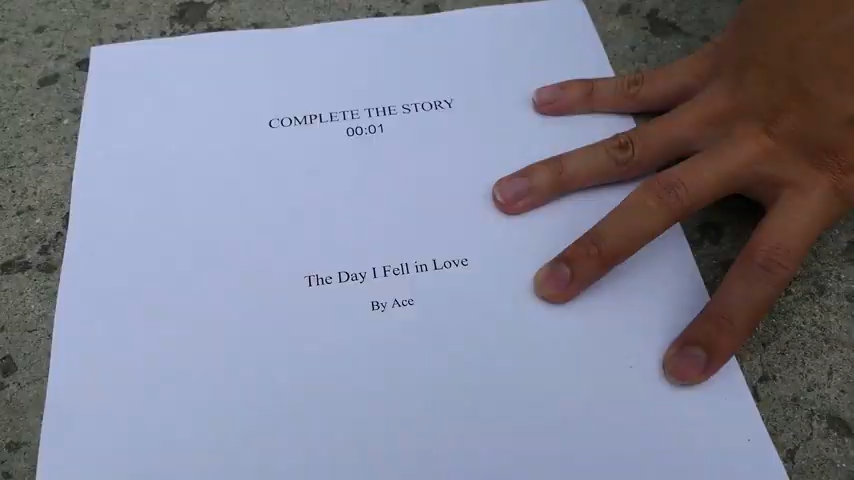 COMPLETE THE STORY
00:01
The Day I Fell in Love
By Ace